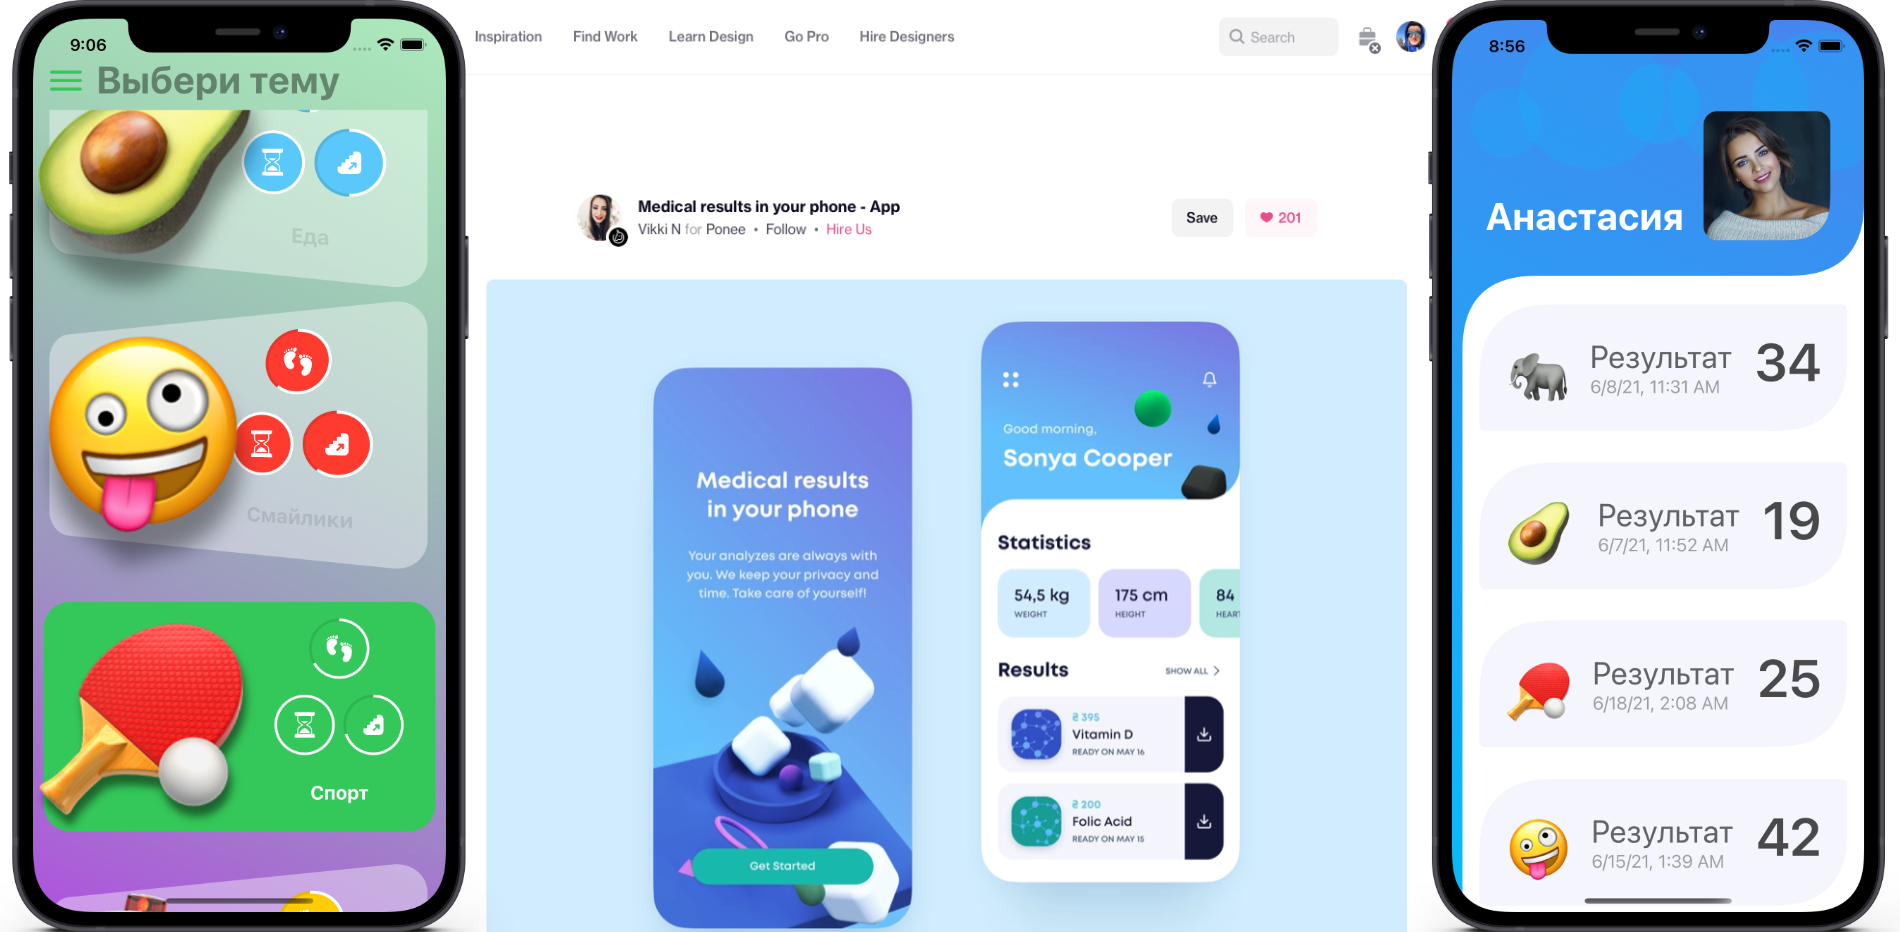 9:06
Выбери тему
Еда
Смайлики
Спорт
Inspiration
Find Work
Learn Design
Go Pro
Hire Designers
Search
Medical results in your phone - App
Vikki N for Ponee • Follow • Hire Us
Save
201
Medical results
in your phone
Your analyzes are always with
you. We keep your privacy and
time. Take care of yourself!
Get Started
Good morning,
Sonya Cooper
Statistics
54,5 kg
WEIGHT
175 cm
HEIGHT
84
HEART
Results
SHOW ALL
₴ 395
Vitamin D
READY ON MAY 16
₴ 200
Folic Acid
READY ON MAY 15
8:56
Анастасия
Результат
34
6/8/21, 11:31 AM
Результат
19
6/7/21, 11:52 AM
Результат
25
6/18/21, 2:08 AM
Результат
42
6/15/21, 1:39 AM